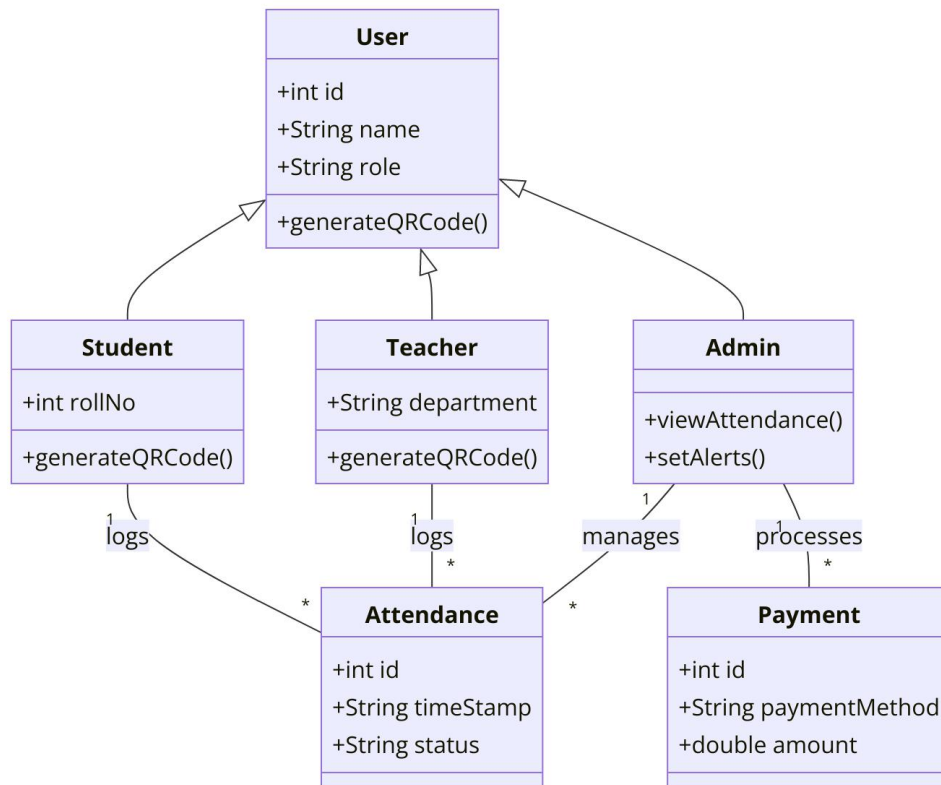 User
+int id
+String name
+String role
+generateQRCode()
Student
+int rollNo
+generateQRCode()
Teacher
+String department
+generateQRCode()
Admin
+viewAttendance()
+setAlerts()
1
logs
*
1
logs
*
1
manages
*
1
processes
*
Attendance
+int id
+String timeStamp
+String status
Payment
+int id
+String paymentMethod
+double amount